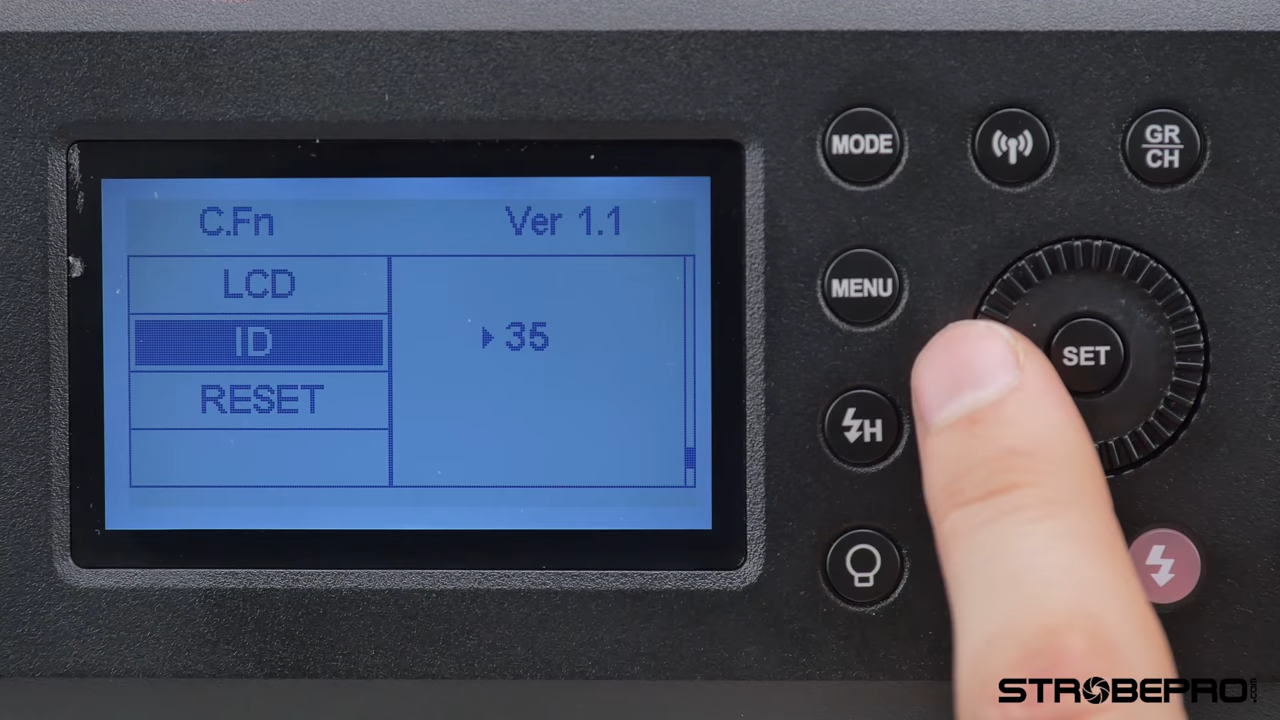 C.Fn Ver 1.1
LCD
ID 35
RESET
MODE
GR
CH
MENU
SET
H
STROBEPRO.com